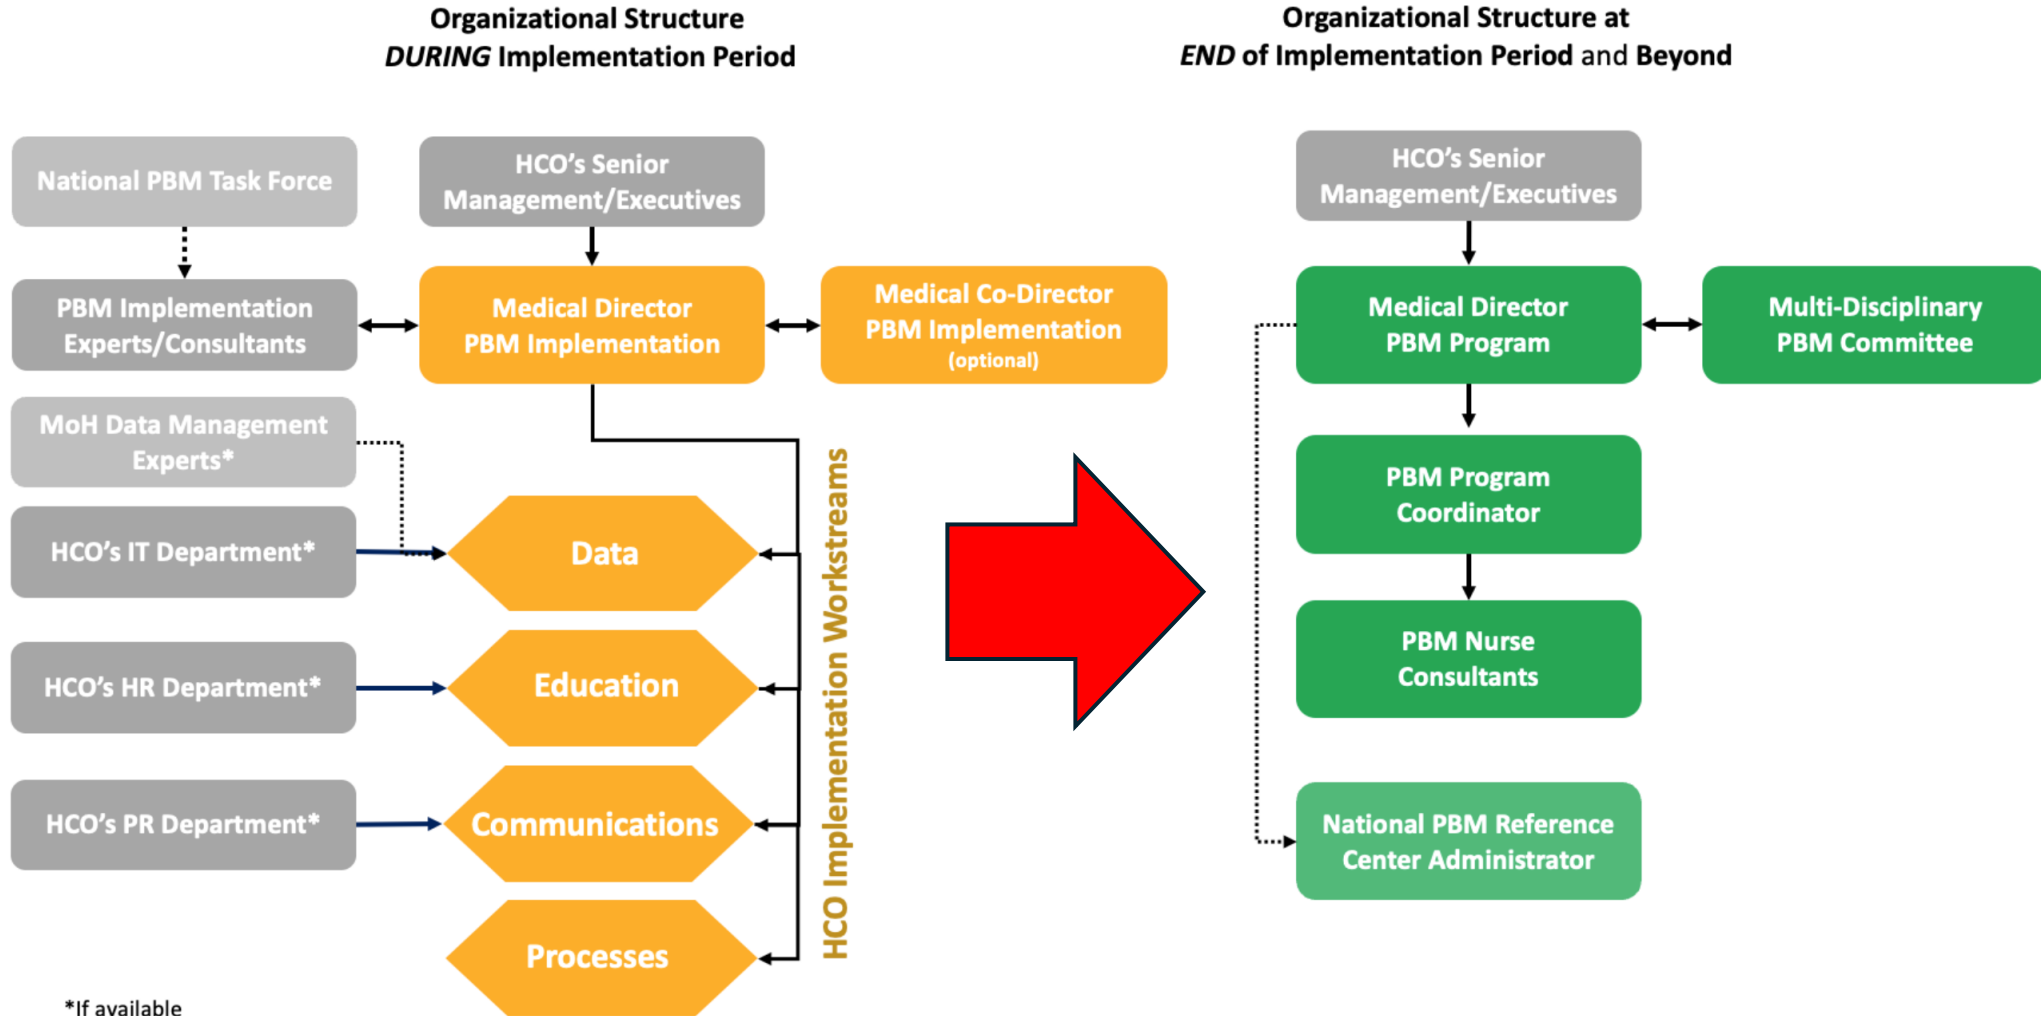 Organizational Structure
DURING Implementation Period
National PBM Task Force
HCO's Senior
Management/Executives
PBM Implementation
Experts/Consultants
Medical Director
PBM Implementation
Medical Co-Director
PBM Implementation
(optional)
MoH Data Management
Experts*
HCO's IT Department*
Data
HCO's HR Department*
Education
HCO's PR Department*
Communications
Processes
HCO Implementation Workstreams
*If available
Organizational Structure at
END of Implementation Period and Beyond
HCO's Senior
Management/Executives
Medical Director
PBM Program
Multi-Disciplinary
PBM Committee
PBM Program
Coordinator
PBM Nurse
Consultants
National PBM Reference
Center Administrator